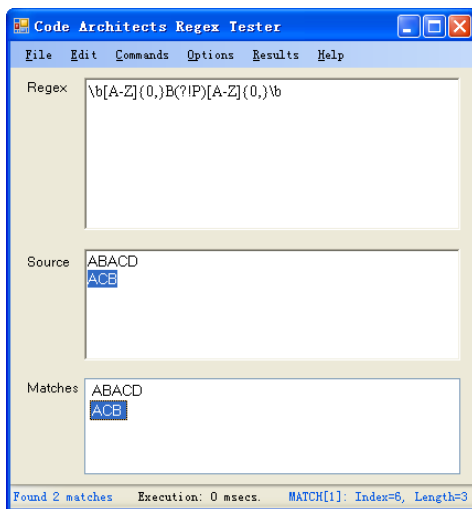 Code Architects Regex Tester
File Edit Commands Options Results Help
Regex
\b[A-Z]{0,}B(?!P)[A-Z]{0,}\b
Source
ABACD
ACB
Matches
ABACD
ACB
Found 2 matches Execution: 0 msecs. MATCH[1]: Index=6, Length=3